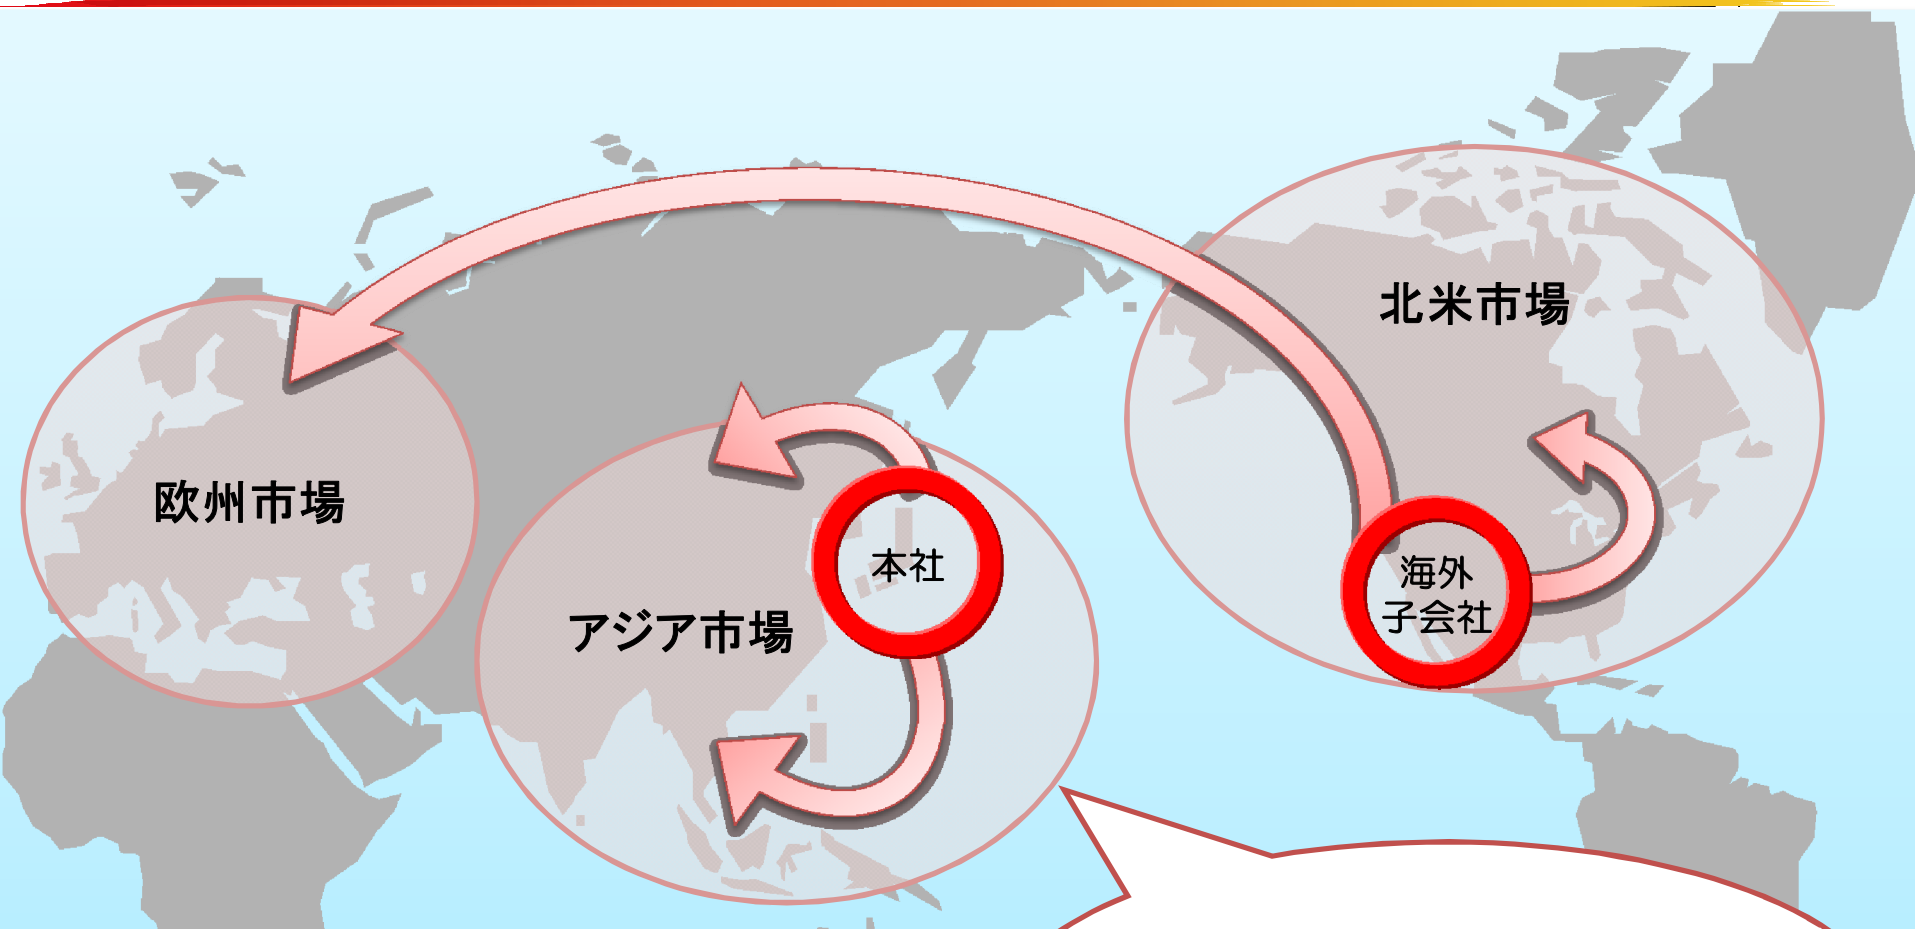 北米市場
欧州市場
本社
海外
子会社
アジア市場